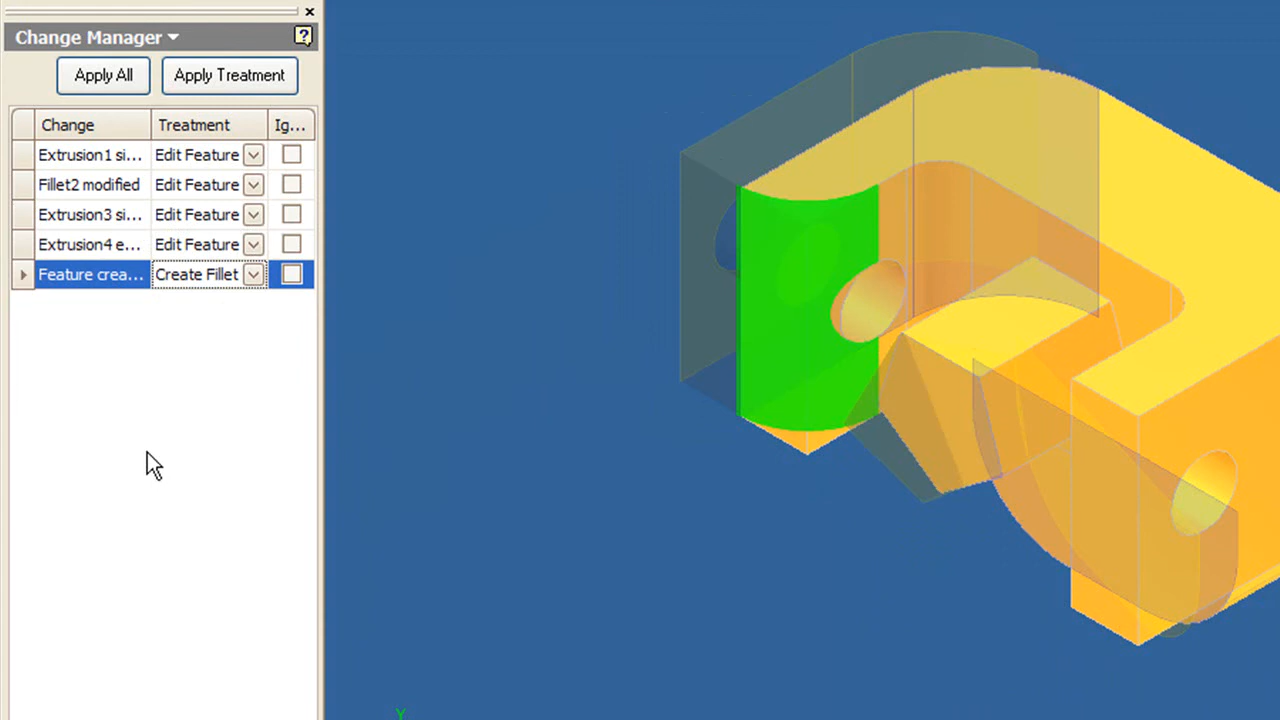 Change Manager
?
Apply All Apply Treatment
Change Treatment Ig...
Extrusion1 si... Edit Feature
Fillet2 modified Edit Feature
Extrusion3 si... Edit Feature
Extrusion4 e... Edit Feature
Feature crea... Create Fillet
Y